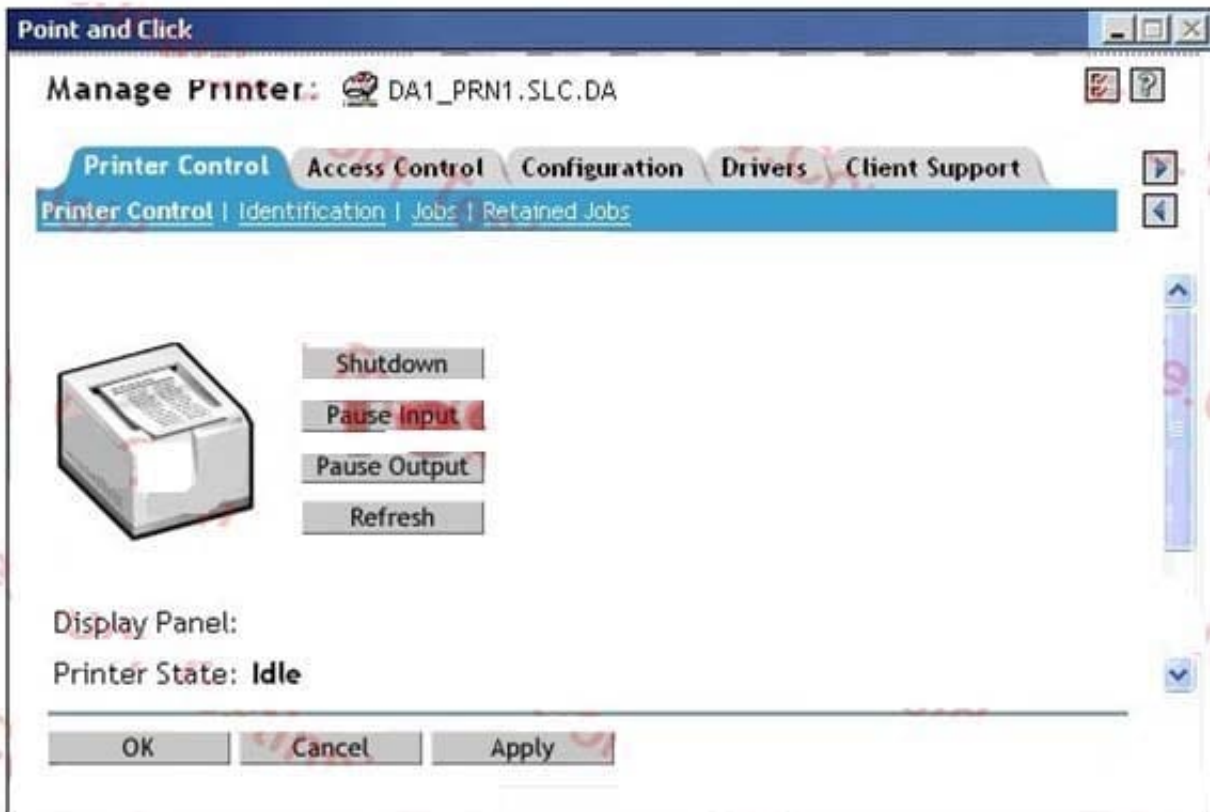 Point and Click
Manage Printer: DA1_PRN1.SLC.DA
Printer Control Access Control Configuration Drivers Client Support
Printer Control | Identification | Jobs | Retained Jobs
Shutdown
Pause Input
Pause Output
Refresh
Display Panel:
Printer State: Idle
OK Cancel Apply